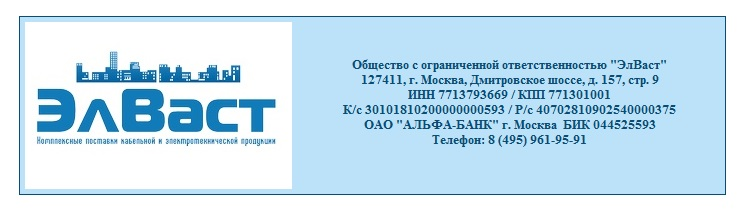 ЭлВаст
Комплексные поставки кабельной и электротехнической продукции
Общество с ограниченной ответственностью "ЭлВаст"
127411, г. Москва, Дмитровское шоссе, д. 157, стр. 9
ИНН 7713793669 / КПП 771301001
К/с 30101810200000000593 / Р/с 40702810902540000375
ОАО "АЛЬФА-БАНК" г. Москва БИК 044525593
Телефон: 8 (495) 961-95-91